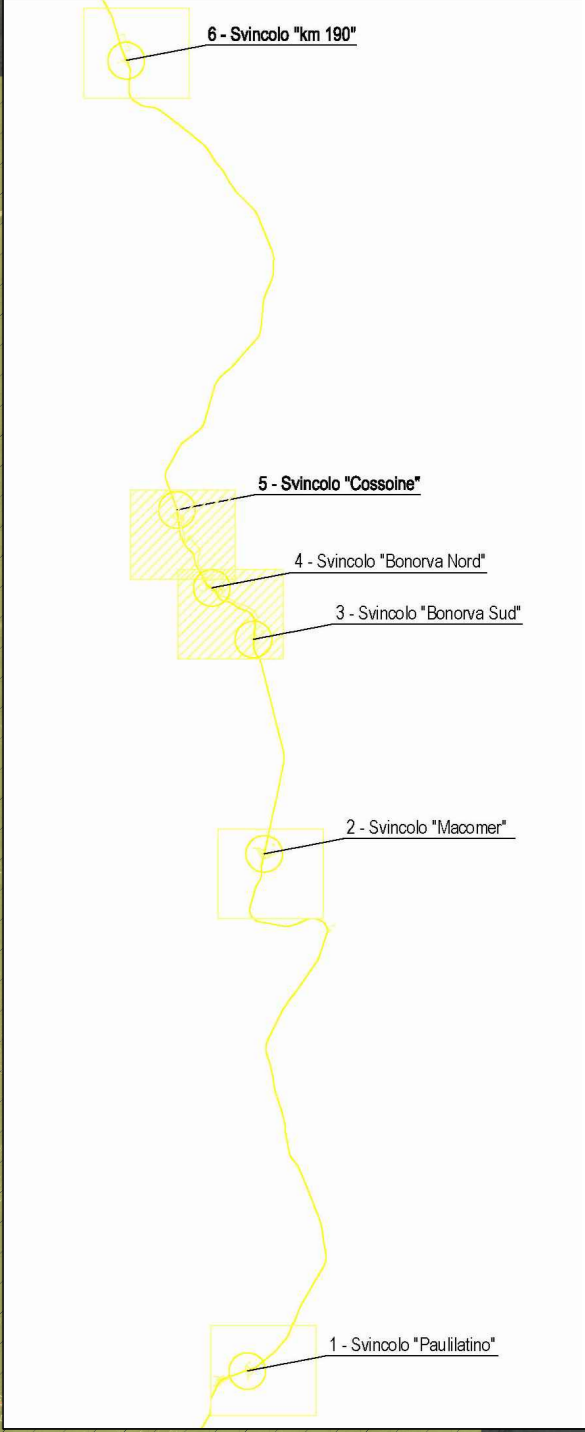 6 - Svincolo "km 190"
5 - Svincolo "Cossoine"
4 - Svincolo "Bonorva Nord"
3 - Svincolo "Bonorva Sud"
2 - Svincolo "Macomer"
1 - Svincolo "Paulilatino"